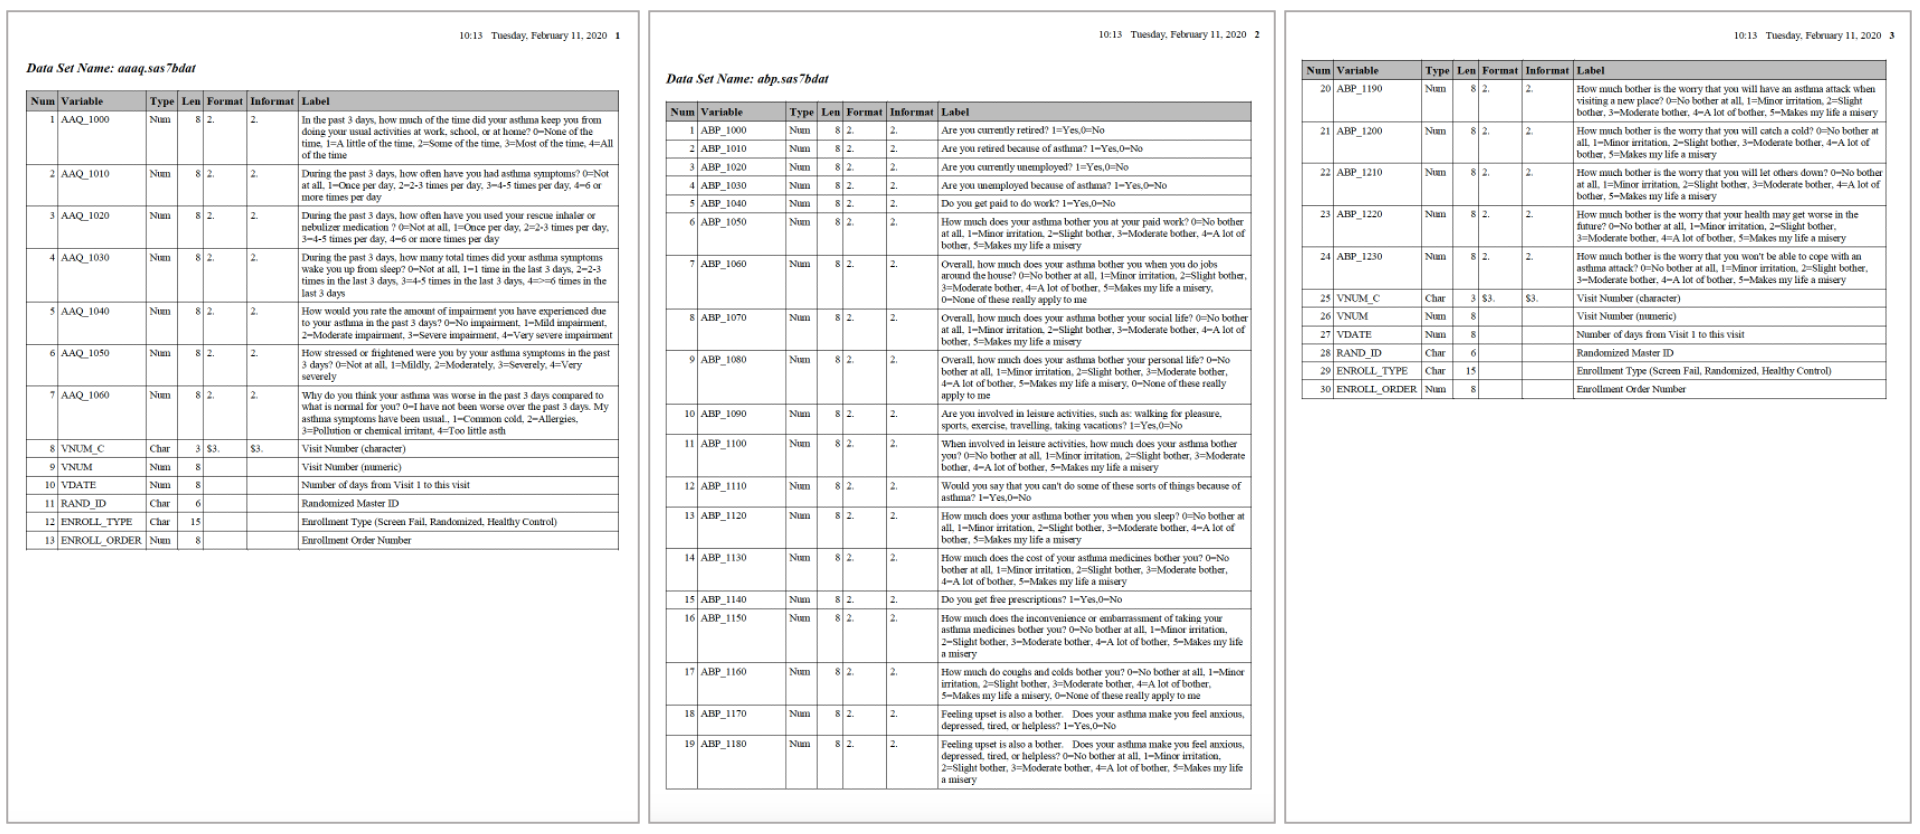 10:13 Tuesday, February 11, 2020 1
Data Set Name: aaaq.sas7bdat
Num Variable Type Len Format Informat Label
1 AAQ_1000 Num 8 2. 2. In the past 3 days, how much of the time did your asthma keep you from
doing your usual activities at work, school, or at home? 0=None of the
time, 1=A little of the time, 2=Some of the time, 3=Most of the time, 4=All
of the time
2 AAQ_1010 Num 8 2. 2. During the past 3 days, how often have you had asthma symptoms? 0=Not
at all, 1=Once per day, 2=2-3 times per day, 3=4-5 times per day, 4=6 or
more times per day
3 AAQ_1020 Num 8 2. 2. During the past 3 days, how often have you used your rescue inhaler or
nebulizer medication ? 0=Not at all, 1=Once per day, 2=2-3 times per day,
3=4-5 times per day, 4=6 or more times per day
4 AAQ_1030 Num 8 2. 2. During the past 3 days, how many total times did your asthma symptoms
wake you up from sleep? 0=Not at all, 1=1 time in the last 3 days, 2=2-3
times in the last 3 days, 3=4-5 times in the last 3 days, 4=>=6 times in the
last 3 days
5 AAQ_1040 Num 8 2. 2. How would you rate the amount of impairment you have experienced due
to your asthma in the past 3 days? 0=No impairment, 1=Mild impairment,
2=Moderate impairment, 3=Severe impairment, 4=Very severe impairment
6 AAQ_1050 Num 8 2. 2. How stressed or frightened were you by your asthma symptoms in the past
3 days? 0=Not at all, 1=Mildly, 2=Moderately, 3=Severely, 4=Very
severely
7 AAQ_1060 Num 8 2. 2. Why do you think your asthma was worse in the past 3 days compared to
what is normal for you? 0=I have not been worse over the past 3 days. My
asthma symptoms have been usual., 1=Common cold, 2=Allergies,
3=Pollution or chemical irritant, 4=Too little asth
8 VNUM_C Char 3 $3. $3. Visit Number (character)
9 VNUM Num 8 Visit Number (numeric)
10 VDATE Num 8 Number of days from Visit 1 to this visit
11 RAND_ID Char 6 Randomized Master ID
12 ENROLL_TYPE Char 15 Enrollment Type (Screen Fail, Randomized, Healthy Control)
13 ENROLL_ORDER Num 8 Enrollment Order Number
10:13 Tuesday, February 11, 2020 2
Data Set Name: abp.sas7bdat
Num Variable Type Len Format Informat Label
1 ABP_1000 Num 8 2. 2. Are you currently retired? 1=Yes,0=No
2 ABP_1010 Num 8 2. 2. Are you retired because of asthma? 1=Yes,0=No
3 ABP_1020 Num 8 2. 2. Are you currently unemployed? 1=Yes,0=No
4 ABP_1030 Num 8 2. 2. Are you unemployed because of asthma? 1=Yes,0=No
5 ABP_1040 Num 8 2. 2. Do you get paid to do work? 1=Yes,0=No
6 ABP_1050 Num 8 2. 2. How much does your asthma bother you at your paid work? 0=No bother
at all, 1=Minor irritation, 2=Slight bother, 3=Moderate bother, 4=A lot of
bother, 5=Makes my life a misery
7 ABP_1060 Num 8 2. 2. Overall, how much does your asthma bother you when you do jobs
around the house? 0=No bother at all, 1=Minor irritation, 2=Slight bother,
3=Moderate bother, 4=A lot of bother, 5=Makes my life a misery,
0=None of these really apply to me
8 ABP_1070 Num 8 2. 2. Overall, how much does your asthma bother your social life? 0=No bother
at all, 1=Minor irritation, 2=Slight bother, 3=Moderate bother, 4=A lot of
bother, 5=Makes my life a misery
9 ABP_1080 Num 8 2. 2. Overall, how much does your asthma bother your personal life? 0=No
bother at all, 1=Minor irritation, 2=Slight bother, 3=Moderate bother,
4=A lot of bother, 5=Makes my life a misery, 0=None of these really
apply to me
10 ABP_1090 Num 8 2. 2. Are you involved in leisure activities, such as: walking for pleasure,
sports, exercise, travelling, taking vacations? 1=Yes,0=No
11 ABP_1100 Num 8 2. 2. When involved in leisure activities, how much does your asthma bother
you? 0=No bother at all, 1=Minor irritation, 2=Slight bother, 3=Moderate
bother, 4=A lot of bother, 5=Makes my life a misery
12 ABP_1110 Num 8 2. 2. Would you say that you can't do some of these sorts of things because of
asthma? 1=Yes,0=No
13 ABP_1120 Num 8 2. 2. How much does your asthma bother you when you sleep? 0=No bother at
all, 1=Minor irritation, 2=Slight bother, 3=Moderate bother, 4=A lot of
bother, 5=Makes my life a misery
14 ABP_1130 Num 8 2. 2. How much does the cost of your asthma medicines bother you? 0=No
bother at all, 1=Minor irritation, 2=Slight bother, 3=Moderate bother,
4=A lot of bother, 5=Makes my life a misery
15 ABP_1140 Num 8 2. 2. Do you get free prescriptions? 1=Yes,0=No
16 ABP_1150 Num 8 2. 2. How much does the inconvenience or embarrassment of taking your
asthma medicines bother you? 0=No bother at all, 1=Minor irritation,
2=Slight bother, 3=Moderate bother, 4=A lot of bother, 5=Makes my life
a misery
17 ABP_1160 Num 8 2. 2. How much do coughs and colds bother you? 0=No bother at all, 1=Minor
irritation, 2=Slight bother, 3=Moderate bother, 4=A lot of bother,
5=Makes my life a misery, 0=None of these really apply to me
18 ABP_1170 Num 8 2. 2. Feeling upset is also a bother. Does your asthma make you feel anxious,
depressed, tired, or helpless? 1=Yes,0=No
19 ABP_1180 Num 8 2. 2. Feeling upset is also a bother. Does your asthma make you feel anxious,
depressed, tired, or helpless? 0=No bother at all, 1=Minor irritation,
2=Slight bother, 3=Moderate bother, 4=A lot of bother, 5=Makes my life
a misery
10:13 Tuesday, February 11, 2020 3
Num Variable Type Len Format Informat Label
20 ABP_1190 Num 8 2. 2. How much bother is the worry that you will have an asthma attack when
visiting a new place? 0=No bother at all, 1=Minor irritation, 2=Slight
bother, 3=Moderate bother, 4=A lot of bother, 5=Makes my life a misery
21 ABP_1200 Num 8 2. 2. How much bother is the worry that you will catch a cold? 0=No bother at
all, 1=Minor irritation, 2=Slight bother, 3=Moderate bother, 4=A lot of
bother, 5=Makes my life a misery
22 ABP_1210 Num 8 2. 2. How much bother is the worry that you will let others down? 0=No bother
at all, 1=Minor irritation, 2=Slight bother, 3=Moderate bother, 4=A lot of
bother, 5=Makes my life a misery
23 ABP_1220 Num 8 2. 2. How much bother is the worry that your health may get worse in the
future? 0=No bother at all, 1=Minor irritation, 2=Slight bother,
3=Moderate bother, 4=A lot of bother, 5=Makes my life a misery
24 ABP_1230 Num 8 2. 2. How much bother is the worry that you won't be able to cope with an
asthma attack? 0=No bother at all, 1=Minor irritation, 2=Slight bother,
3=Moderate bother, 4=A lot of bother, 5=Makes my life a misery
25 VNUM_C Char 3 $3. $3. Visit Number (character)
26 VNUM Num 8 Visit Number (numeric)
27 VDATE Num 8 Number of days from Visit 1 to this visit
28 RAND_ID Char 6 Randomized Master ID
29 ENROLL_TYPE Char 15 Enrollment Type (Screen Fail, Randomized, Healthy Control)
30 ENROLL_ORDER Num 8 Enrollment Order Number